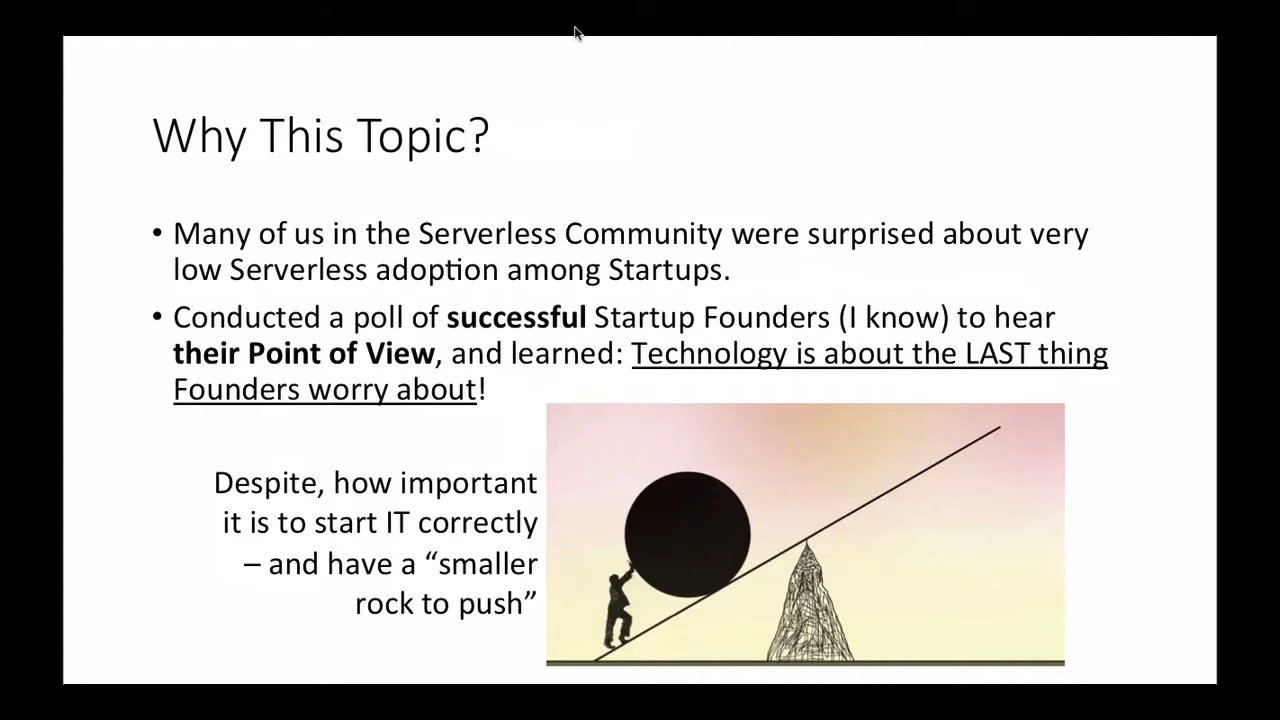 Why This Topic?
• Many of us in the Serverless Community were surprised about very
low Serverless adoption among Startups.
• Conducted a poll of successful Startup Founders (I know) to hear
their Point of View, and learned: Technology is about the LAST thing
Founders worry about!
Despite, how important
it is to start IT correctly
– and have a “smaller
rock to push”